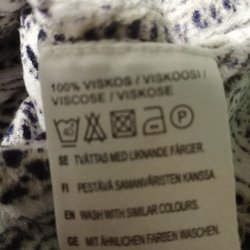 100% VISKOS / VISKOOSI /
VISCOSE / VISKOSE
40 P
SE TVÄTTAS MED LIKNANDE FÄRGER.
FI PESTÄVÄ SAMANVÄRISTEN KANSSA
EN WASH WITH SIMILAR COLOURS.
MIT ÄHNLICHEN FARBEN WASCHEN.